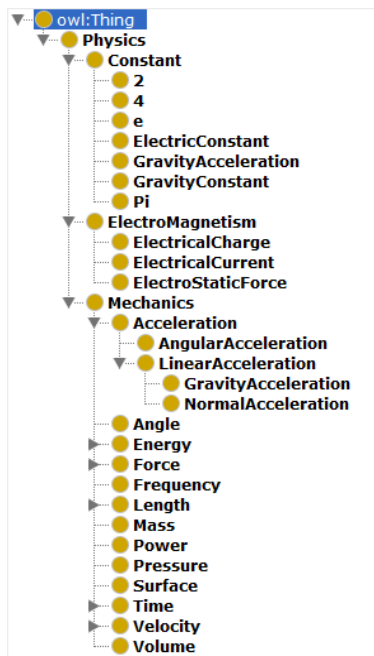 owl:Thing
Physics
Constant
2
4
e
ElectricConstant
GravityAcceleration
GravityConstant
Pi
ElectroMagnetism
ElectricalCharge
ElectricalCurrent
ElectroStaticForce
Mechanics
Acceleration
AngularAcceleration
LinearAcceleration
GravityAcceleration
NormalAcceleration
Angle
Energy
Force
Frequency
Length
Mass
Power
Pressure
Surface
Time
Velocity
Volume